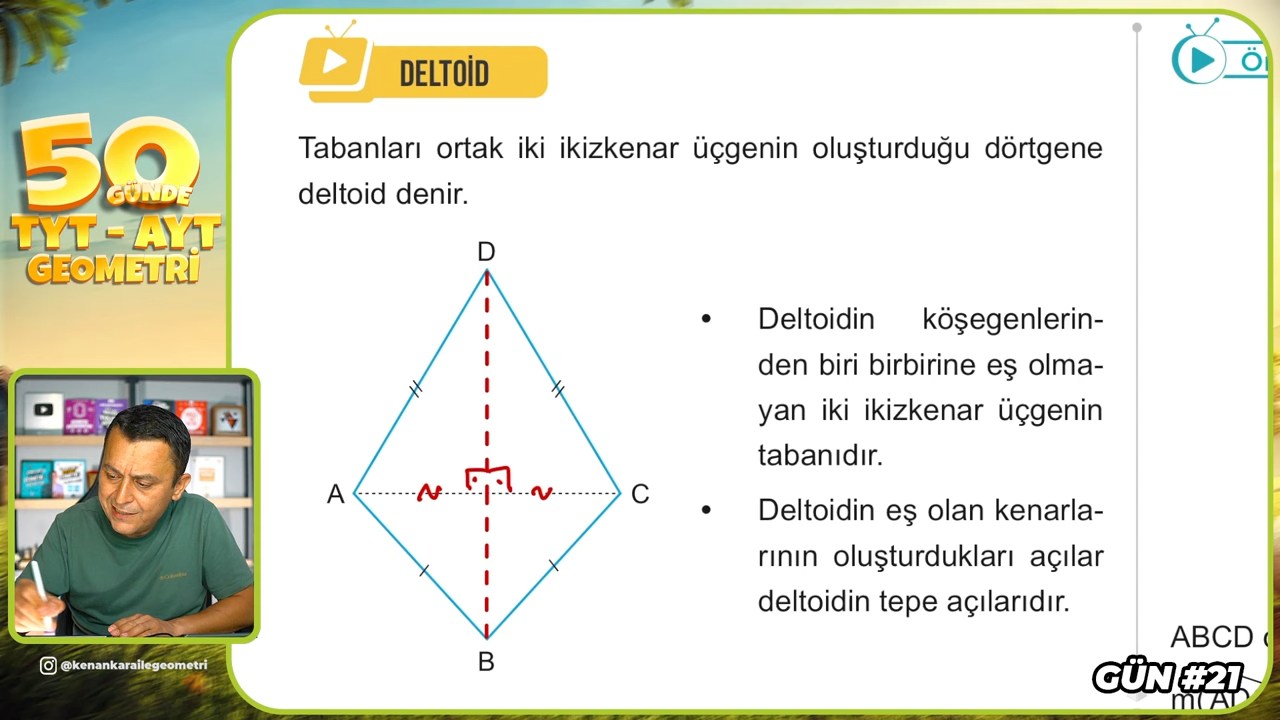 50
GÜNDE
TYT - AYT
GEOMETRİ
DELTOİD
Tabanları ortak iki ikizkenar üçgenin oluşturduğu dörtgene
deltoid denir.
D
A
C
B
• Deltoidin köşegenlerin-
den biri birbirine eş olma-
yan iki ikizkenar üçgenin
tabanıdır.
• Deltoidin eş olan kenarla-
rının oluşturdukları açılar
deltoidin tepe açılarıdır.
ABCD
GÜN #21
@kenankarailegeometri